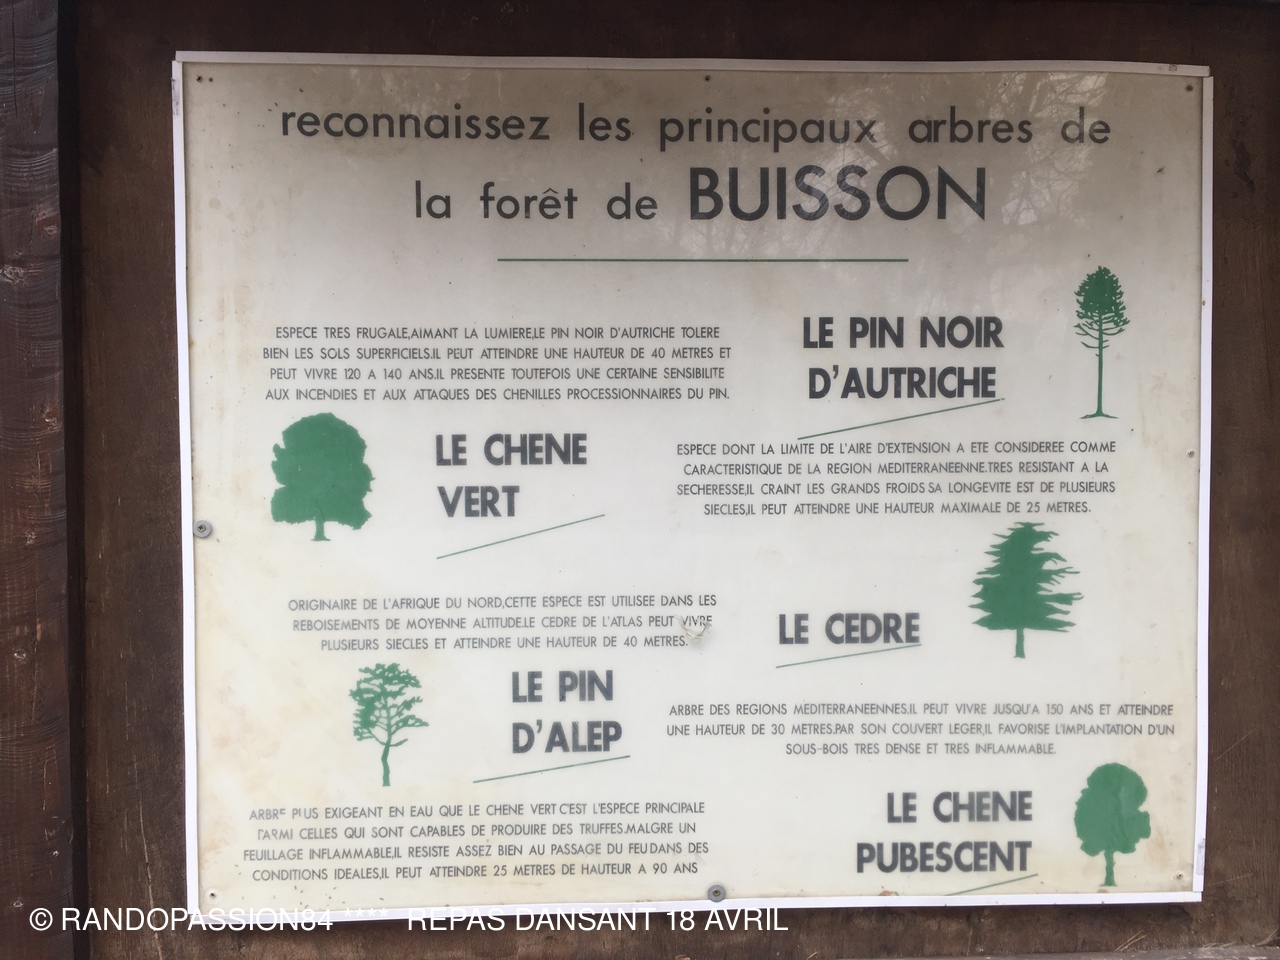 reconnaissez les principaux arbres de
la forêt de BUISSON
ESPECE TRES FRUGALE,AIMANT LA LUMIERE,LE PIN NOIR D'AUTRICHE TOLERE
BIEN LES SOLS SUPERFICIELS.IL PEUT ATTEINDRE UNE HAUTEUR DE 40 METRES ET
PEUT VIVRE 120 A 140 ANS.IL PRESENTE TOUTEFOIS UNE CERTAINE SENSIBILITE
AUX INCENDIES ET AUX ATTAQUES DES CHENILLES PROCESSIONNAIRES DU PIN.
LE PIN NOIR
D'AUTRICHE
LE CHENE
VERT
ESPECE DONT LA LIMITE DE L'AIRE D'EXTENSION A ETE CONSIDEREE COMME
CARACTERISTIQUE DE LA REGION MEDITERRANEENNE.TRES RESISTANT A LA
SECHERESSE,IL CRAINT LES GRANDS FROIDS SA LONGEVITE EST DE PLUSIEURS
SIECLES,IL PEUT ATTEINDRE UNE HAUTEUR MAXIMALE DE 25 METRES.
ORIGINAIRE DE L'AFRIQUE DU NORD,CETTE ESPECE EST UTILISEE DANS LES
REBOISEMENTS DE MOYENNE ALTITUDE.LE CEDRE DE L'ATLAS PEUT VIVRE
PLUSIEURS SIECLES ET ATTEINDRE UNE HAUTEUR DE 40 METRES.
LE CEDRE
LE PIN
D'ALEP
ARBRE DES REGIONS MEDITERRANEENNES.IL PEUT VIVRE JUSQU'A 150 ANS ET ATTEINDRE
UNE HAUTEUR DE 30 METRES.PAR SON COUVERT LEGER,IL FAVORISE L'IMPLANTATION D'UN
SOUS-BOIS TRES DENSE ET TRES INFLAMMABLE.
ARBRE PLUS EXIGEANT EN EAU QUE LE CHENE VERT C'EST L'ESPECE PRINCIPALE
PARMI CELLES QUI SONT CAPABLES DE PRODUIRE DES TRUFFES.MALGRE UN
FEUILLAGE INFLAMMABLE,IL RESISTE ASSEZ BIEN AU PASSAGE DU FEU DANS DES
CONDITIONS IDEALES,IL PEUT ATTEINDRE 25 METRES DE HAUTEUR A 90 ANS
LE CHENE
PUBESCENT
© RANDOPASSION84 **** REPAS DANSANT 18 AVRIL